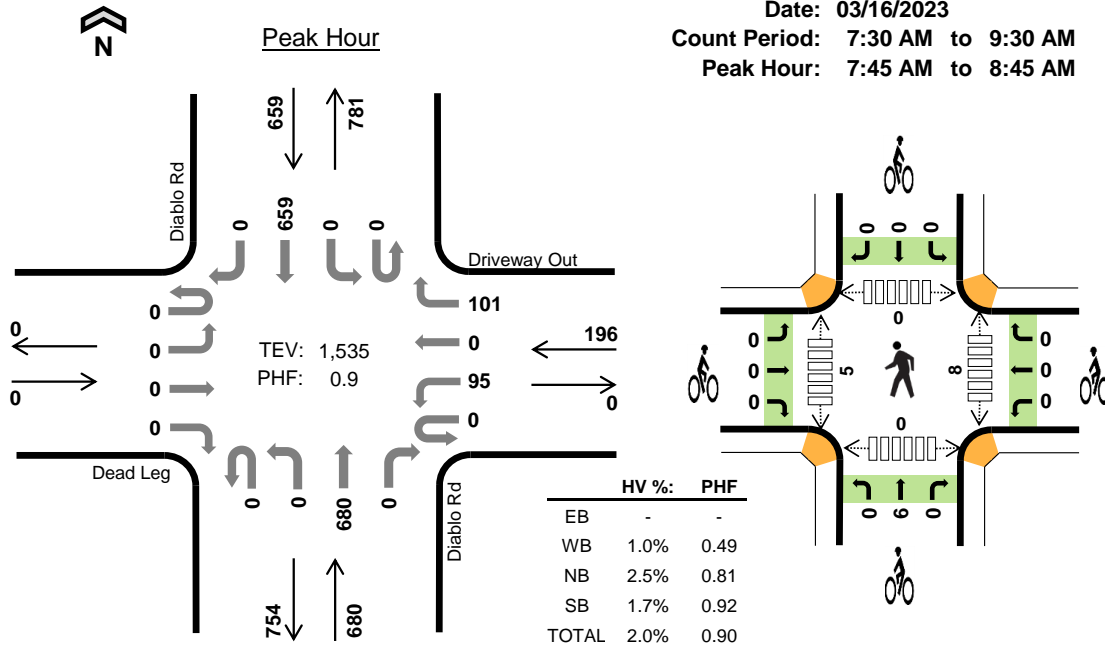 N
Peak Hour
Date: 03/16/2023
Count Period: 7:30 AM to 9:30 AM
Peak Hour: 7:45 AM to 8:45 AM
659
781
Diablo Rd
0
659
0
0
Driveway Out
0
0
0
0
0
0
TEV: 1,535
PHF: 0.9
101
0
95
0
196
0
Dead Leg
0
0
680
0
Diablo Rd
754
680
HV %: PHF
EB - -
WB 1.0% 0.49
NB 2.5% 0.81
SB 1.7% 0.92
TOTAL 2.0% 0.90
0
0
0
0
0
0
0
0
5
8
0
0
0
0
0
6
0